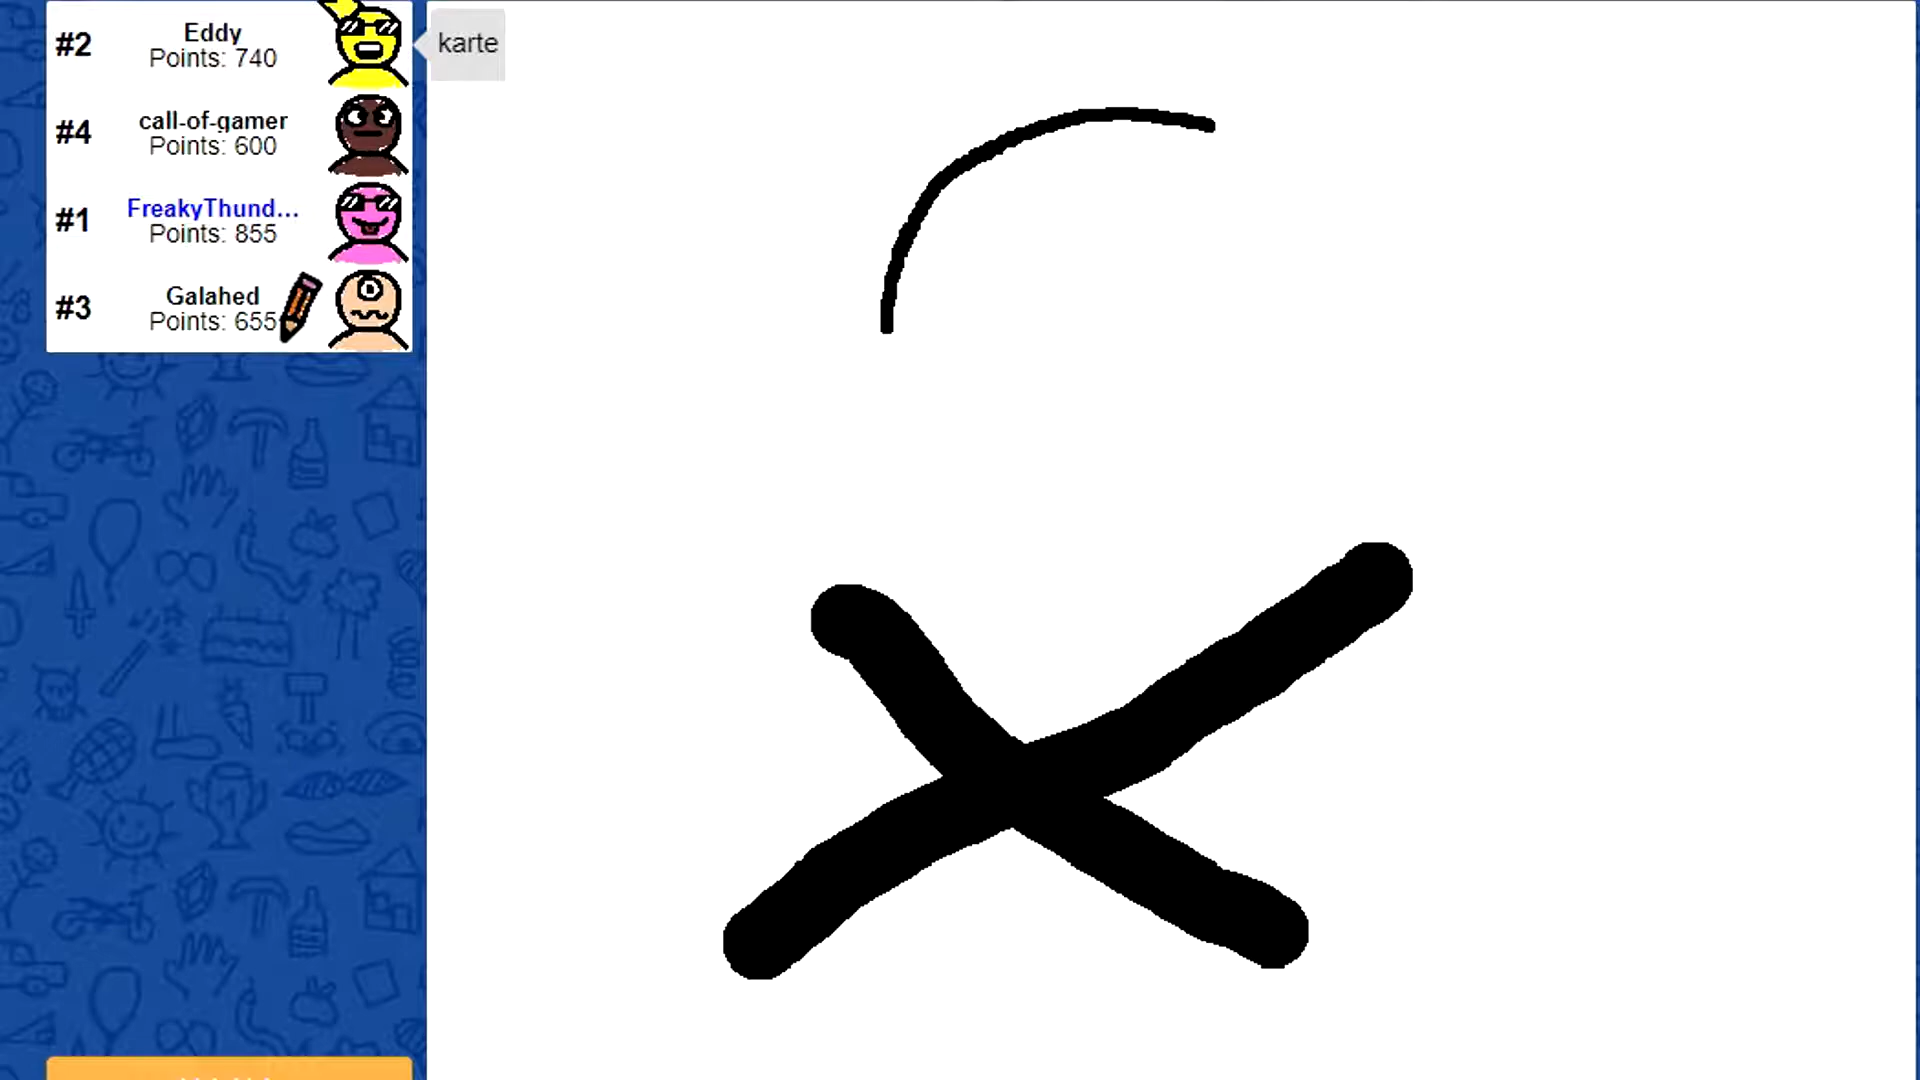 #2
Eddy
Points: 740
karte
#4
call-of-gamer
Points: 600
#1
FreakyThund...
Points: 855
#3
Galahed
Points: 655